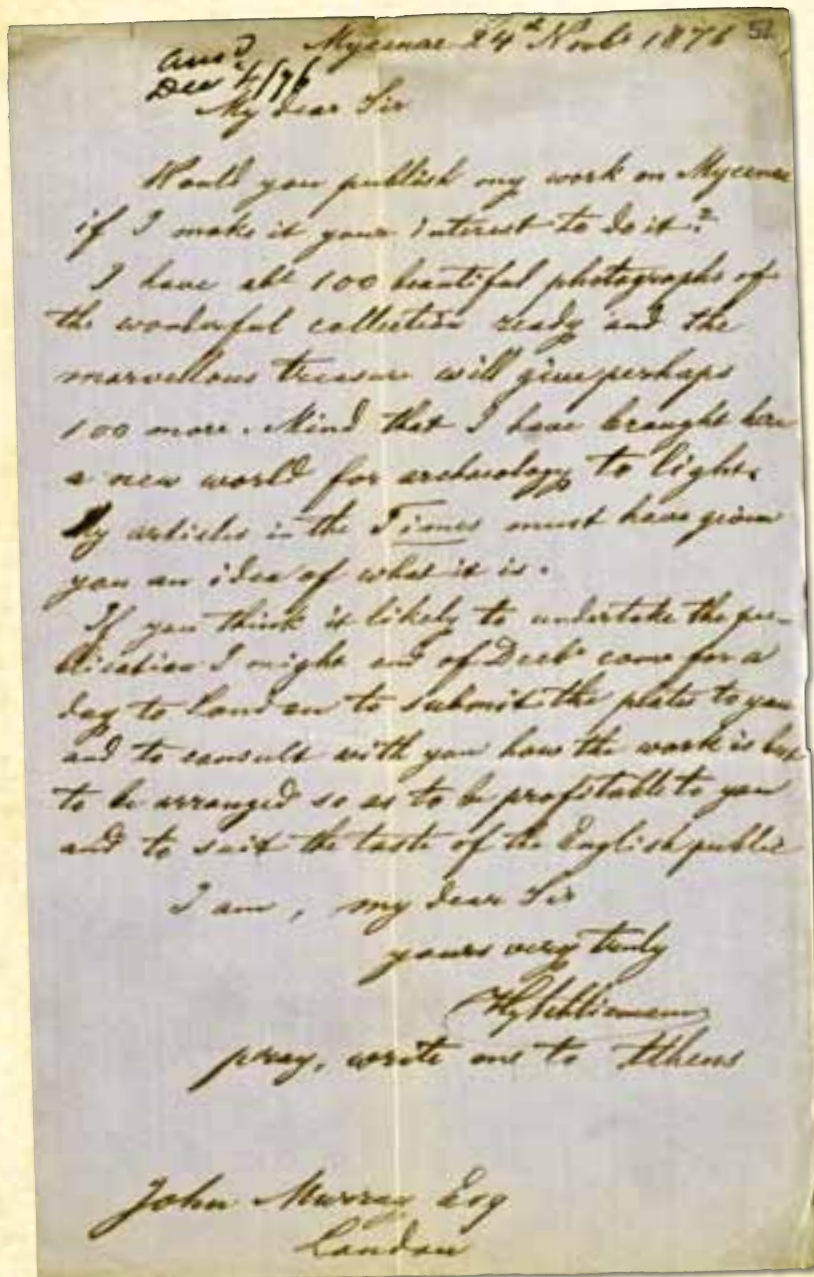 Mycenae 24th Novbr 1876 52
ansd
Dec 4/76
My dear Sir
Would you publish my work on Mycenae
if I make it your interest to do it?
I have abt 100 beautiful photographs of
the wonderful collection ready and the
marvellous treasure will give perhaps
100 more. Mind that I have brought here
a new world for archaeology to light.
My articles in the Times must have given
you an idea of what it is.
If you think it likely to undertake the pu-
blication I might end of Decbr come for a
day to London to submit the plates to you
and to consult with you how the work is best
to be arranged so as to be profitable to you
and to suit the taste of the English public
I am, my dear Sir
yours very truly
Hy Schliemann
pray, write me to Athens
John Murray Esq
London